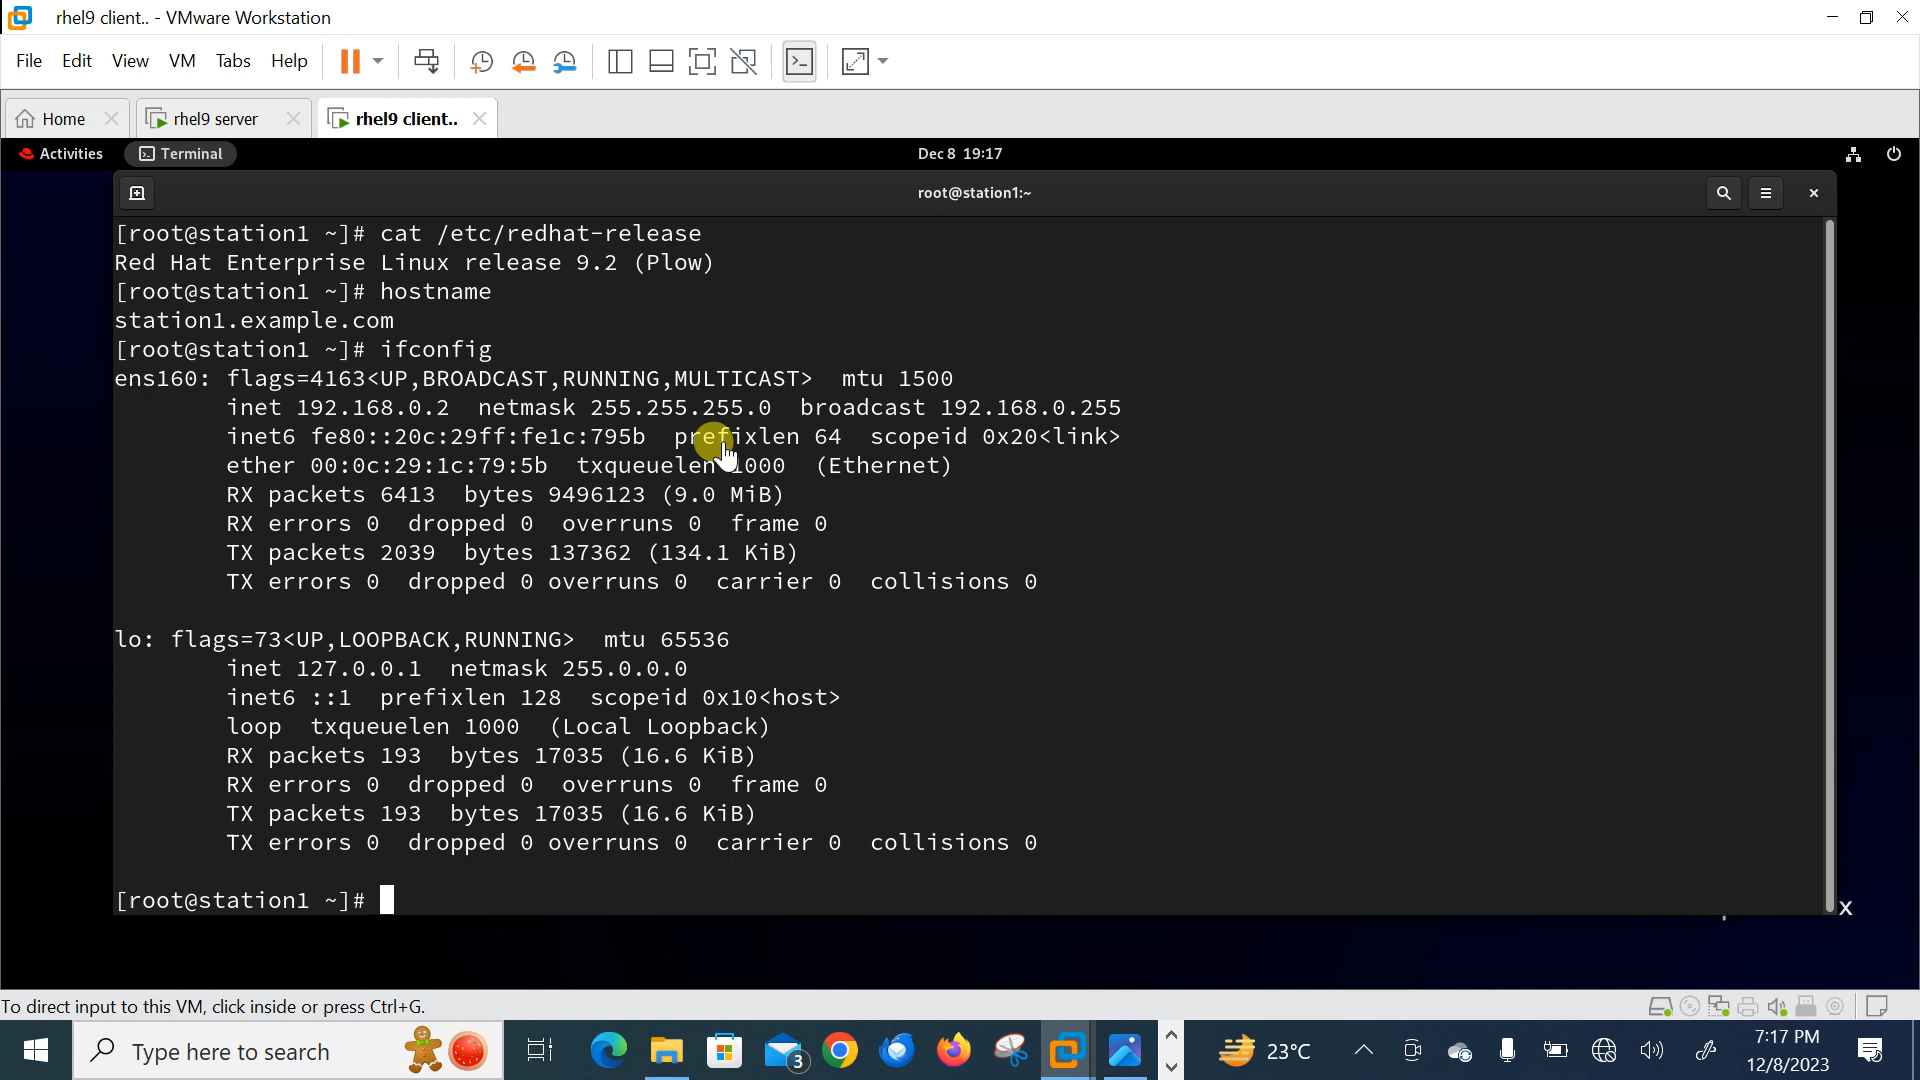 rhel9 client.. - VMware Workstation
File Edit View VM Tabs Help
Home rhel9 server rhel9 client..
Activities Terminal Dec 8 19:17
root@station1:~
[root@station1 ~]# cat /etc/redhat-release
Red Hat Enterprise Linux release 9.2 (Plow)
[root@station1 ~]# hostname
station1.example.com
[root@station1 ~]# ifconfig
ens160: flags=4163<UP,BROADCAST,RUNNING,MULTICAST> mtu 1500
inet 192.168.0.2 netmask 255.255.255.0 broadcast 192.168.0.255
inet6 fe80::20c:29ff:fe1c:795b prefixlen 64 scopeid 0x20<link>
ether 00:0c:29:1c:79:5b txqueuelen 1000 (Ethernet)
RX packets 6413 bytes 9496123 (9.0 MiB)
RX errors 0 dropped 0 overruns 0 frame 0
TX packets 2039 bytes 137362 (134.1 KiB)
TX errors 0 dropped 0 overruns 0 carrier 0 collisions 0
lo: flags=73<UP,LOOPBACK,RUNNING> mtu 65536
inet 127.0.0.1 netmask 255.0.0.0
inet6 ::1 prefixlen 128 scopeid 0x10<host>
loop txqueuelen 1000 (Local Loopback)
RX packets 193 bytes 17035 (16.6 KiB)
RX errors 0 dropped 0 overruns 0 frame 0
TX packets 193 bytes 17035 (16.6 KiB)
TX errors 0 dropped 0 overruns 0 carrier 0 collisions 0
[root@station1 ~]#
x
To direct input to this VM, click inside or press Ctrl+G.
Type here to search 3 23°C 7:17 PM
12/8/2023